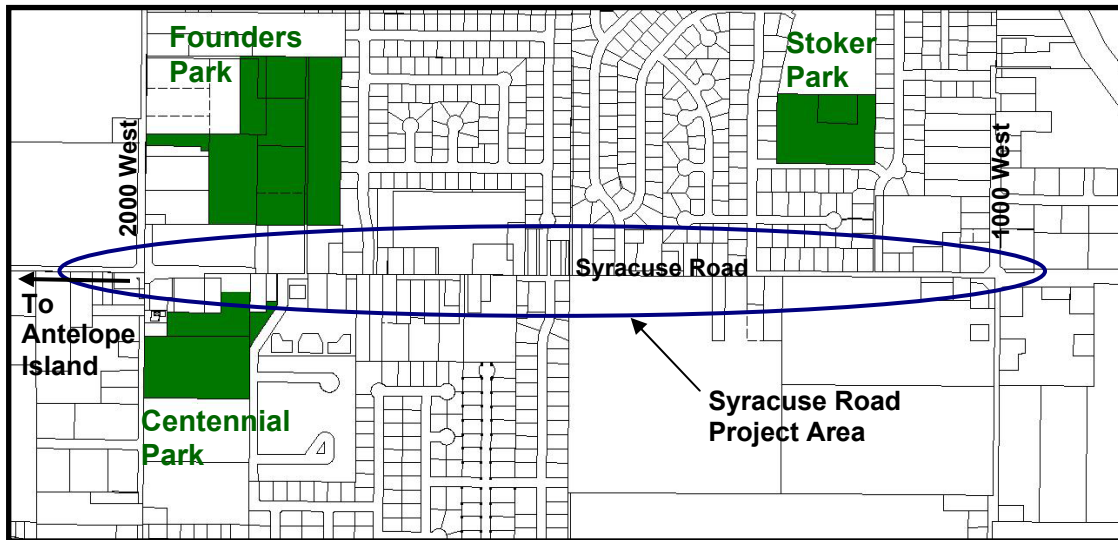 Founders
Park
Stoker
Park
2000 West
1000 West
Syracuse Road
To
Antelope
Island
Syracuse Road
Project Area
Centennial
Park